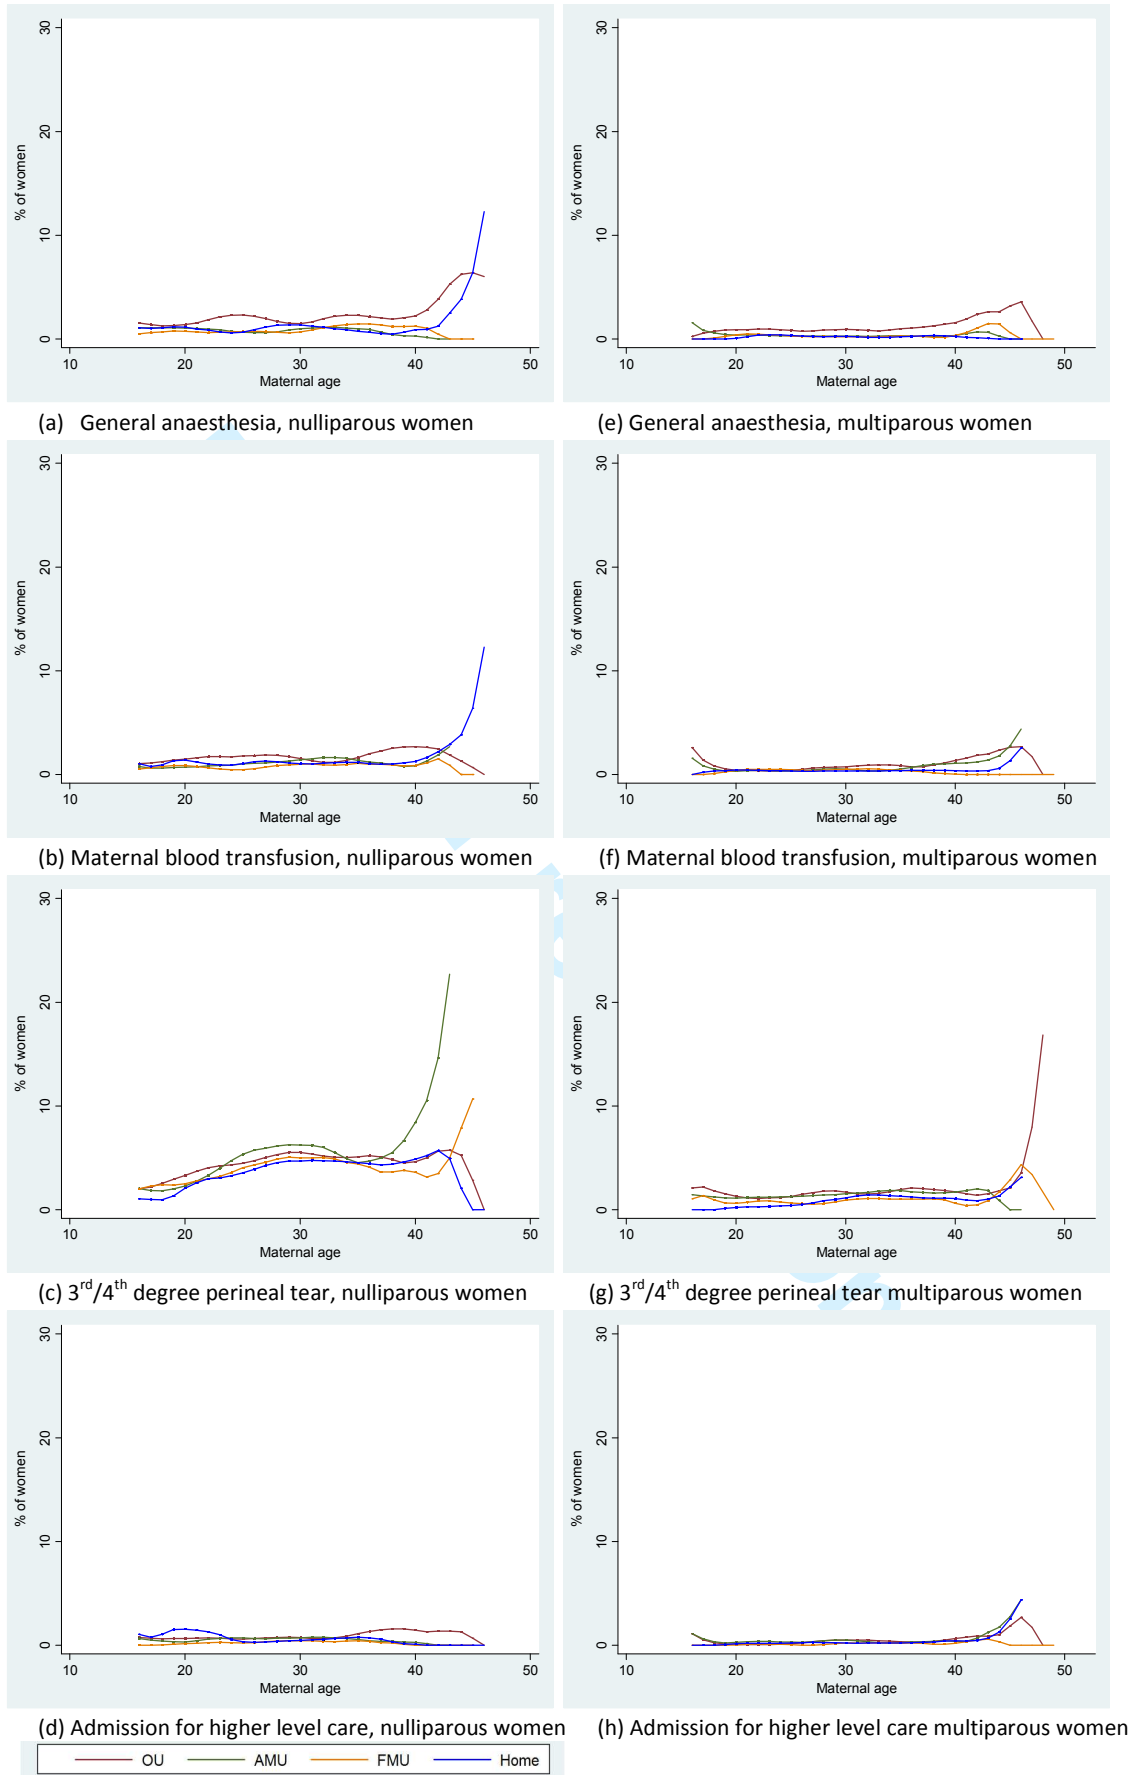 % of women
30
20
10
0
10 20 30 40 50
Maternal age
(a) General anaesthesia, nulliparous women
% of women
30
20
10
0
10 20 30 40 50
Maternal age
(e) General anaesthesia, multiparous women
% of women
30
20
10
0
10 20 30 40 50
Maternal age
(b) Maternal blood transfusion, nulliparous women
% of women
30
20
10
0
10 20 30 40 50
Maternal age
(f) Maternal blood transfusion, multiparous women
% of women
30
20
10
0
10 20 30 40 50
Maternal age
(c) 3rd/4th degree perineal tear, nulliparous women
% of women
30
20
10
0
10 20 30 40 50
Maternal age
(g) 3rd/4th degree perineal tear multiparous women
% of women
30
20
10
0
10 20 30 40 50
Maternal age
(d) Admission for higher level care, nulliparous women
% of women
30
20
10
0
10 20 30 40 50
Maternal age
(h) Admission for higher level care multiparous women
OU AMU FMU Home